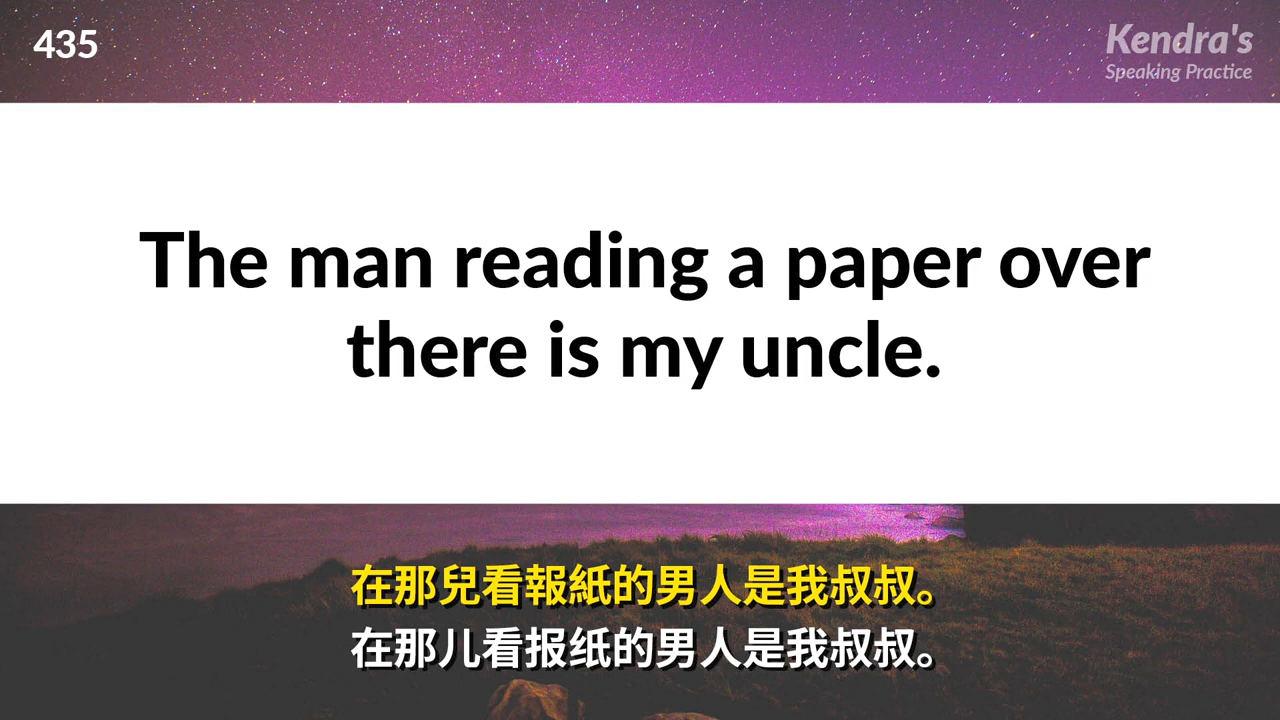 435
Kendra's
Speaking Practice
The man reading a paper over
there is my uncle.
在那兒看報紙的男人是我叔叔。
在那儿看报纸的男人是我叔叔。